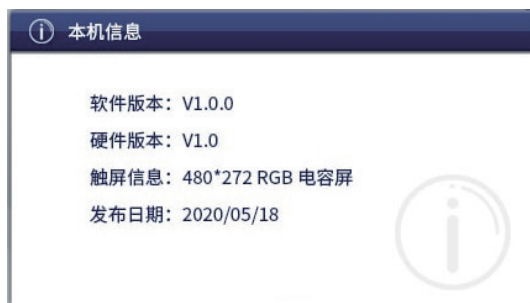 本机信息
软件版本：V1.0.0
硬件版本：V1.0
触屏信息：480*272 RGB 电容屏
发布日期：2020/05/18